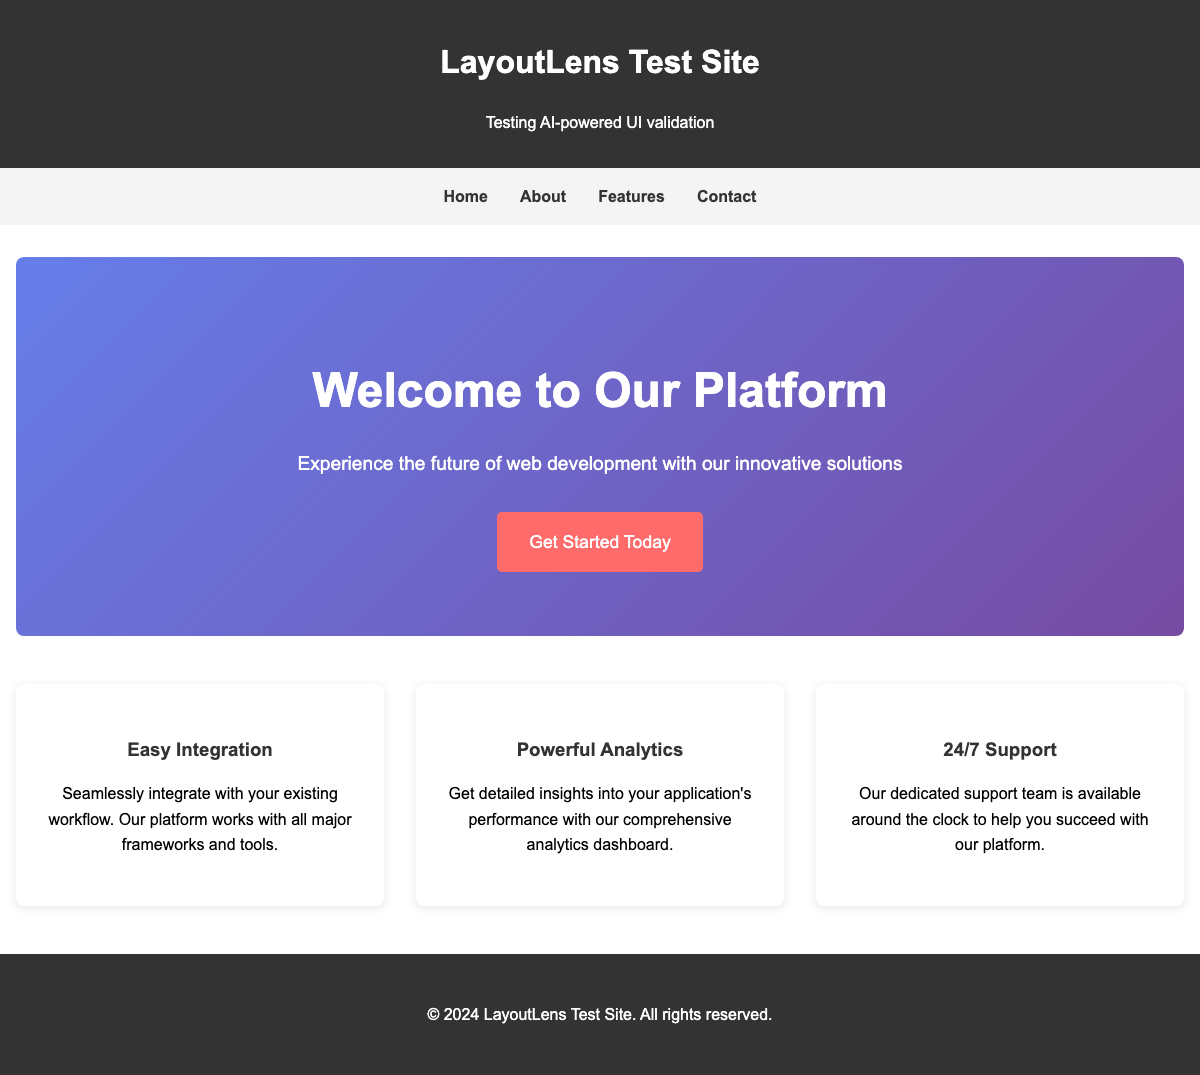 LayoutLens Test Site
Testing AI-powered UI validation
Home About Features Contact
Welcome to Our Platform
Experience the future of web development with our innovative solutions
Get Started Today
Easy Integration
Seamlessly integrate with your existing
workflow. Our platform works with all major
frameworks and tools.
Powerful Analytics
Get detailed insights into your application's
performance with our comprehensive
analytics dashboard.
24/7 Support
Our dedicated support team is available
around the clock to help you succeed with
our platform.
© 2024 LayoutLens Test Site. All rights reserved.